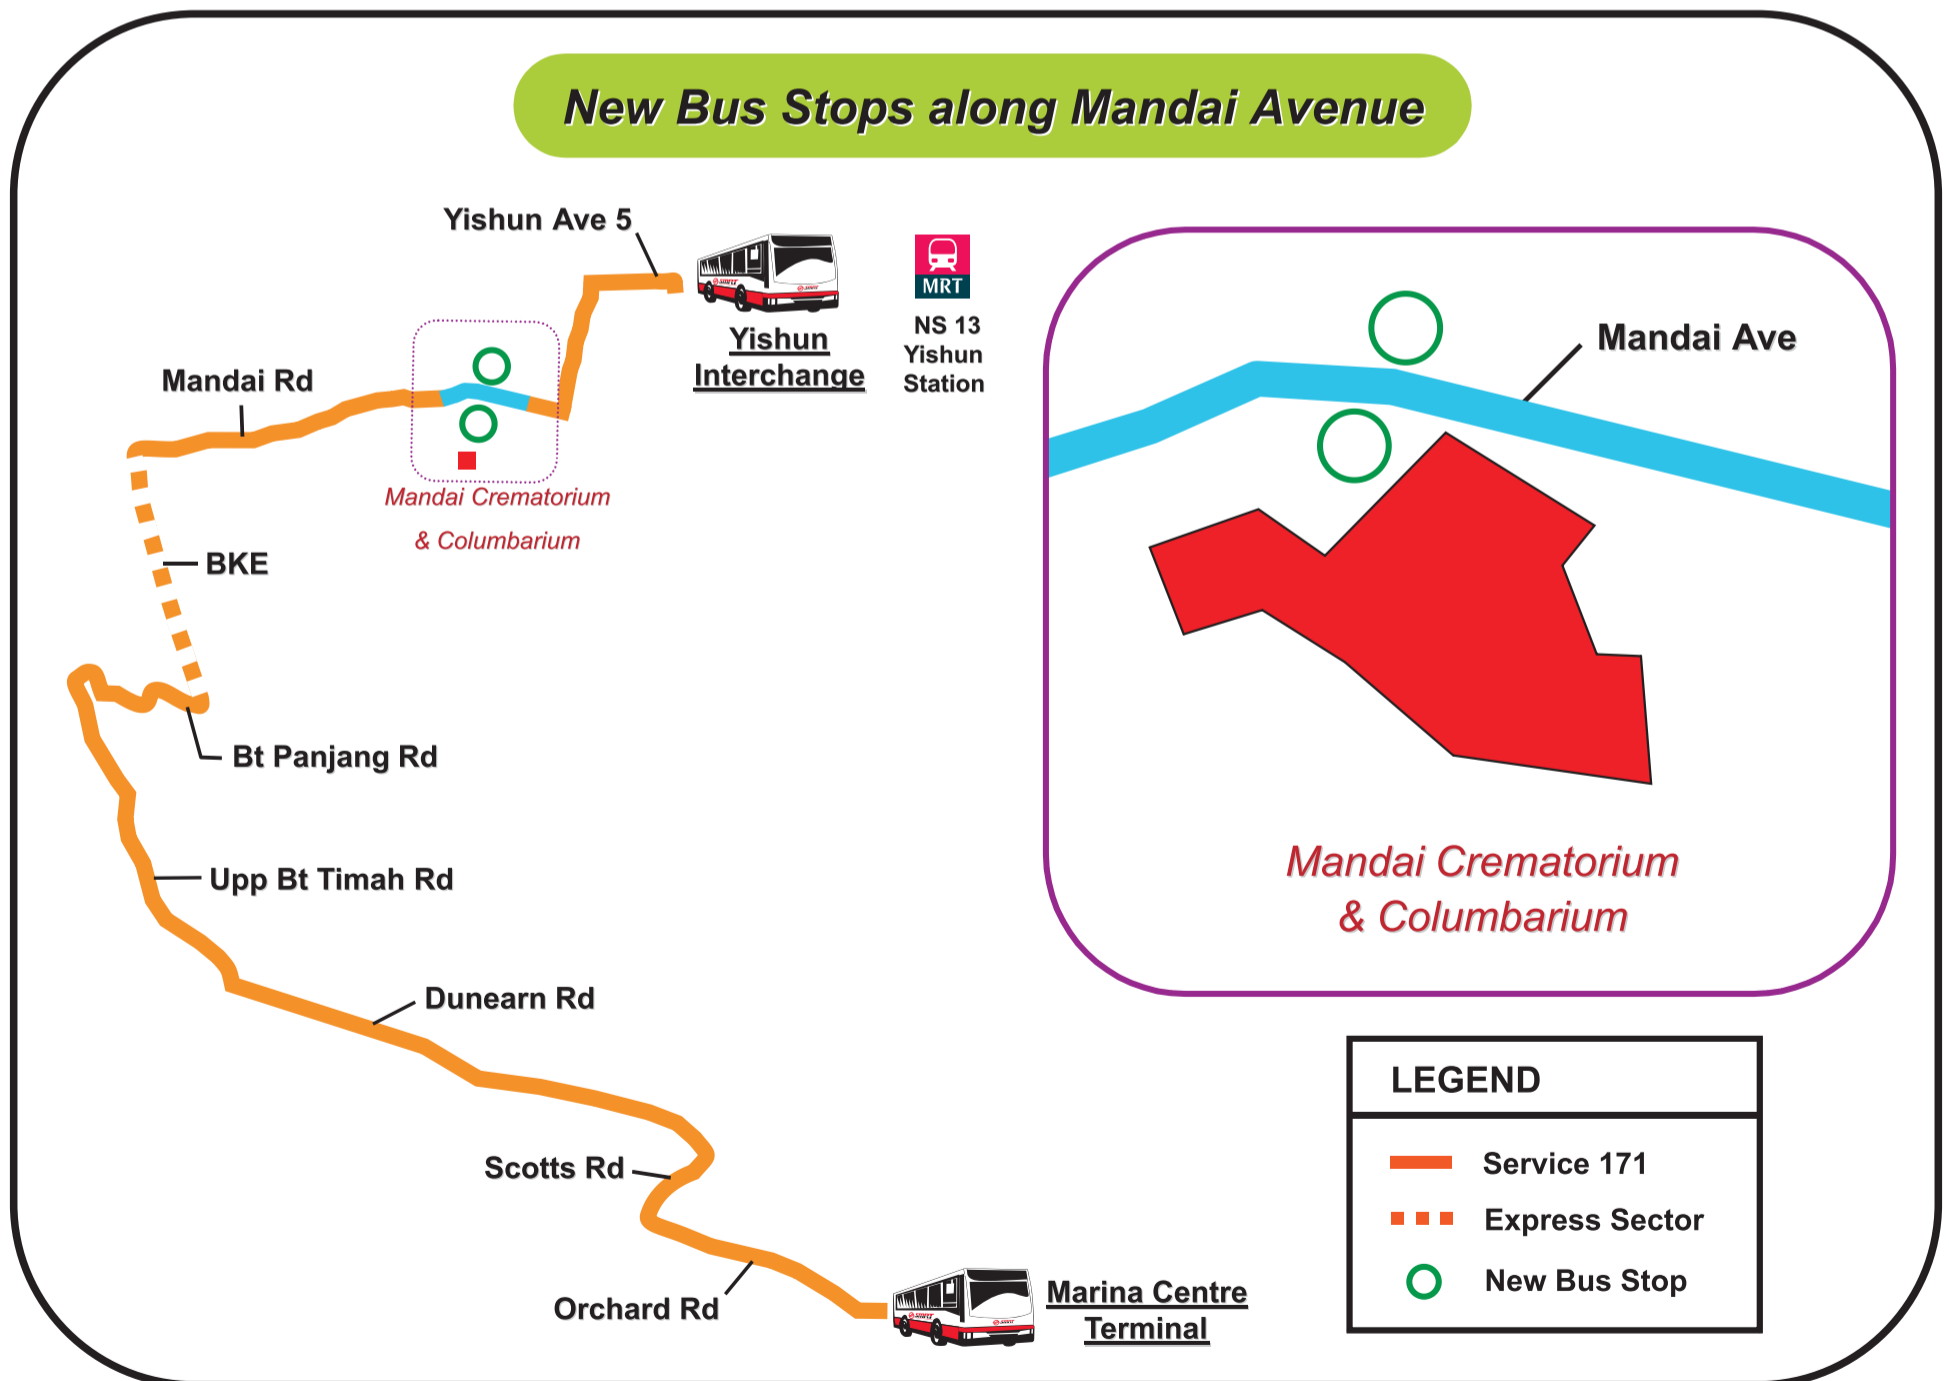 New Bus Stops along Mandai Avenue
Yishun Ave 5
MRT
NS 13
Yishun
Station
Yishun
Interchange
Mandai Rd
Mandai Crematorium
& Columbarium
BKE
Bt Panjang Rd
Upp Bt Timah Rd
Dunearn Rd
Scotts Rd
Orchard Rd
Marina Centre
Terminal
Mandai Ave
Mandai Crematorium
& Columbarium
LEGEND
Service 171
Express Sector
New Bus Stop